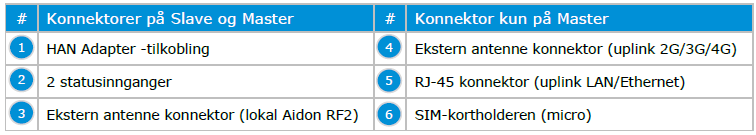 # Konnektorer på Slave og Master # Konnektor kun på Master
1 HAN Adapter -tilkobling 4 Ekstern antenne konnektor (uplink 2G/3G/4G)
2 2 statusinnganger 5 RJ-45 konnektor (uplink LAN/Ethernet)
3 Ekstern antenne konnektor (lokal Aidon RF2) 6 SIM-kortholderen (micro)